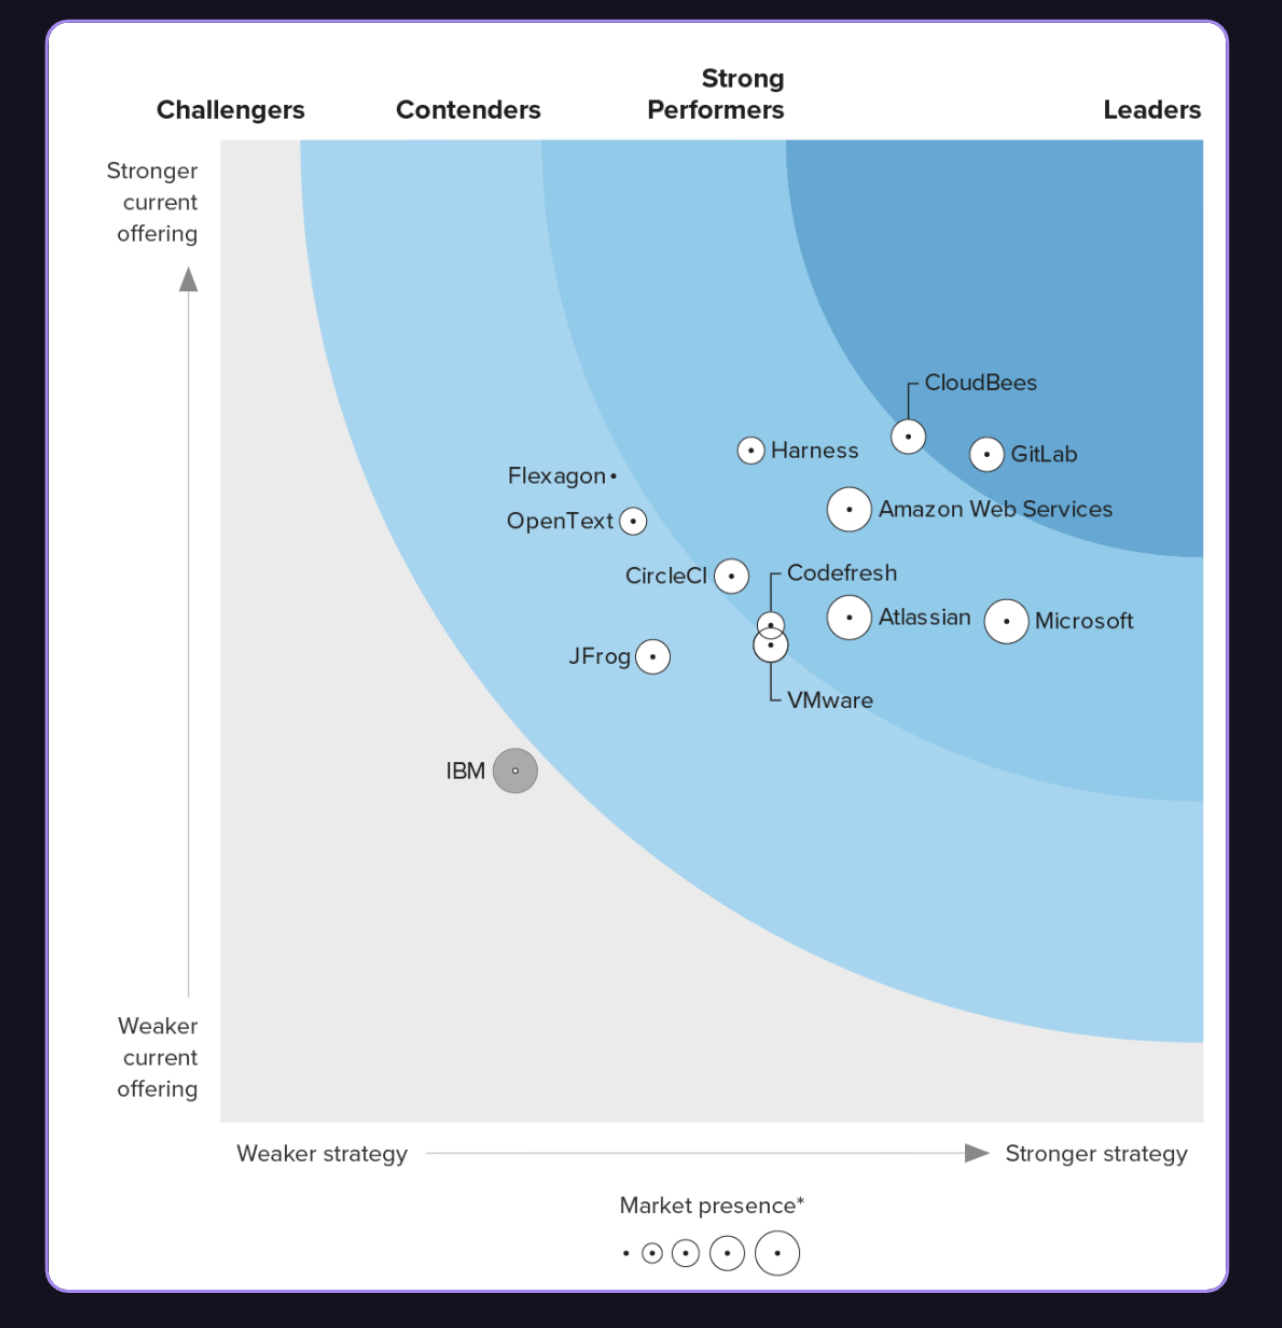 Strong
Challengers Contenders Performers Leaders
Stronger
current
offering
CloudBees
Harness
GitLab
Flexagon
Amazon Web Services
OpenText
CircleCI
Codefresh
Atlassian
Microsoft
JFrog
VMware
IBM
Weaker
current
offering
Weaker strategy
Stronger strategy
Market presence*